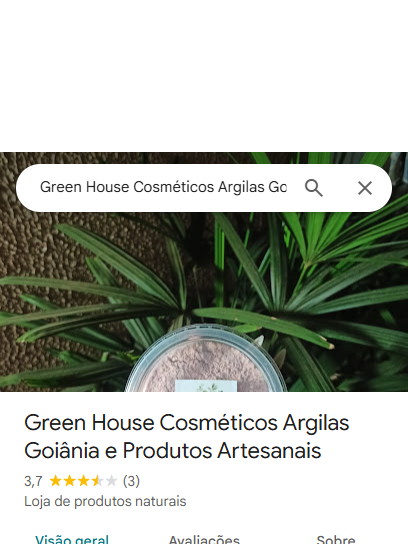 Green House Cosméticos Argilas Go
Green House Cosméticos Argilas
Goiânia e Produtos Artesanais
3,7 (3)
Loja de produtos naturais
Visão geral Avaliações Sobre